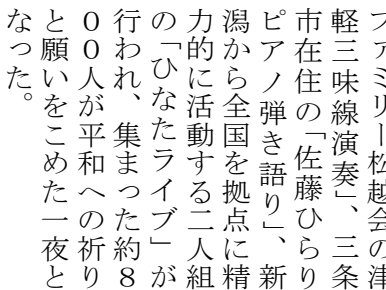 ファミリー松越会の津
軽三味線演奏」、三条
市在住の「佐藤ひらり
ピアノ弾き語り」、新
潟から全国を拠点に精
力的に活動する二人組
の「ひなたライブ」が
行われ、集まった約８
００人が平和への祈り
と願いをこめた一夜と
なった。